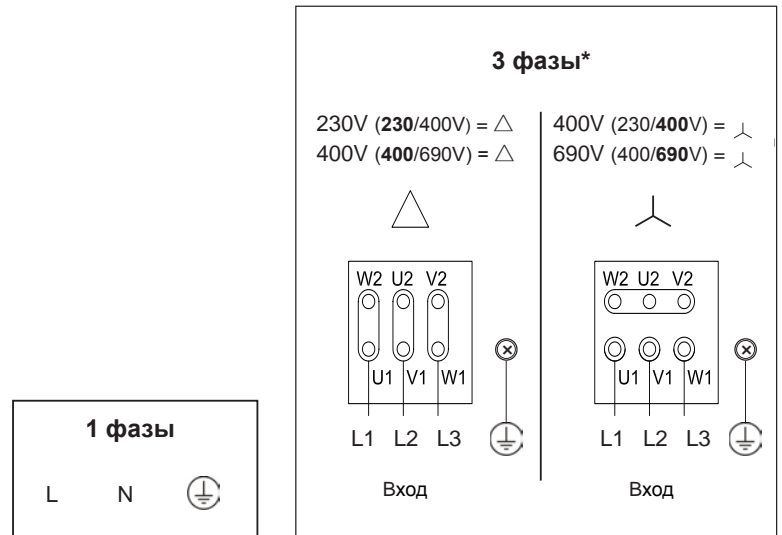 3 фазы*
230V (230/400V) = △
400V (400/690V) = △
W2 U2 V2
U1 V1 W1
L1 L2 L3
Вход
400V (230/400V) =
690V (400/690V) =
W2 U2 V2
U1 V1 W1
L1 L2 L3
Вход
1 фазы
L N